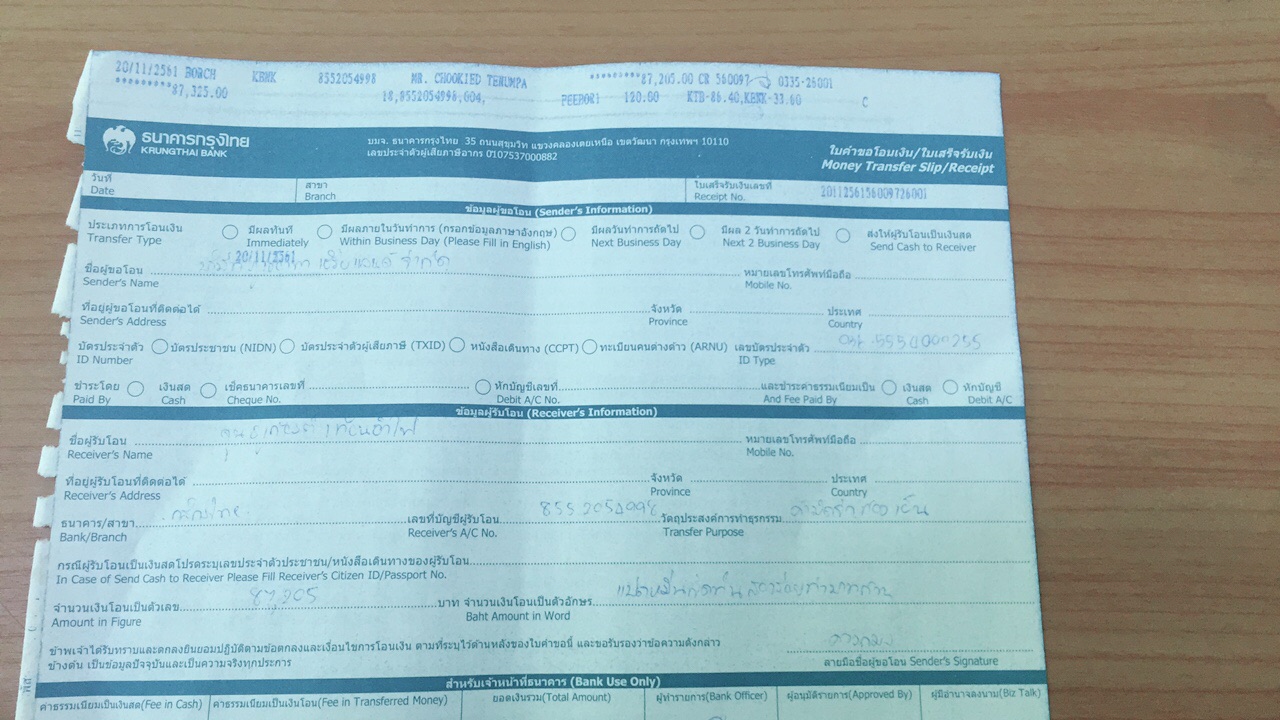 20/11/2561 BORCH KBNK 8552054998 MR. CHOOKIED TENUMPA *********87,205.00 CR 560097 0335-26001
*********87,325.00 18,8552054998,004, PEEB021 120.00 KTB-86.40,KBNK-33.60 C
ธนาคารกรุงไทย
KRUNGTHAI BANK
บมจ. ธนาคารกรุงไทย 35 ถนนสุขุมวิท แขวงคลองเตยเหนือ เขตวัฒนา กรุงเทพฯ 10110
เลขประจำตัวผู้เสียภาษีอากร 0107537000882
ใบคำขอโอนเงิน/ใบเสร็จรับเงิน
Money Transfer Slip/Receipt
วันที่ สาขา ใบเสร็จรับเงินเลขที่
Date Branch Receipt No. 2011256156009726001
ข้อมูลผู้ขอโอน (Sender's Information)
ประเภทการโอนเงิน มีผลทันที มีผลภายในวันทำการ (กรอกข้อมูลภาษาอังกฤษ) มีผลวันทำการถัดไป มีผล 2 วันทำการถัดไป ส่งให้ผู้รับโอนเป็นเงินสด
Transfer Type Immediately Within Business Day (Please Fill in English) Next Business Day Next 2 Business Day Send Cash to Receiver
20/11/2561 จำกัด
ชื่อผู้ขอโอน หมายเลขโทรศัพท์มือถือ
Sender's Name Mobile No.
ที่อยู่ผู้ขอโอนที่ติดต่อได้ จังหวัด ประเทศ
Sender's Address Province Country
บัตรประจำตัว บัตรประชาชน (NIDN) บัตรประจำตัวผู้เสียภาษี (TXID) หนังสือเดินทาง (CCPT) ทะเบียนคนต่างด้าว (ARNU) เลขบัตรประจำตัว
ID Number ID Type
ชำระโดย เงินสด เช็คธนาคารเลขที่ หักบัญชีเลขที่ และชำระค่าธรรมเนียมเป็น เงินสด หักบัญชี
Paid By Cash Cheque No. Debit A/C No. And Fee Paid By Cash Debit A/C
ข้อมูลผู้รับโอน (Receiver's Information)
ชื่อผู้รับโอน หมายเลขโทรศัพท์มือถือ
Receiver's Name Mobile No.
ที่อยู่ผู้รับโอนที่ติดต่อได้ จังหวัด ประเทศ
Receiver's Address Province Country
ธนาคาร/สาขา กสิกรไทย เลขที่บัญชีผู้รับโอน 8552054998 วัตถุประสงค์การทำธุรกรรม
Bank/Branch Receiver's A/C No. Transfer Purpose
กรณีผู้รับโอนเป็นเงินสดโปรดระบุเลขประจำตัวประชาชน/หนังสือเดินทางของผู้รับโอน
In Case of Send Cash to Receiver Please Fill Receiver's Citizen ID/Passport No.
จำนวนเงินโอนเป็นตัวเลข 87,205 บาท จำนวนเงินโอนเป็นตัวอักษร แปดหมื่นเจ็ดพันสองร้อยห้าบาทถ้วน
Amount in Figure Baht Amount in Word
ข้าพเจ้าได้รับทราบและตกลงยินยอมปฏิบัติตามข้อตกลงและเงื่อนไขการโอนเงิน ตามที่ระบุไว้ด้านหลังของใบคำขอนี้ และขอรับรองว่าข้อความดังกล่าว
ข้างต้น เป็นข้อมูลปัจจุบันและเป็นความจริงทุกประการ ลายมือชื่อผู้ขอโอน Sender's Signature
สำหรับเจ้าหน้าที่ธนาคาร (Bank Use Only)
ค่าธรรมเนียมเป็นเงินสด(Fee in Cash) ค่าธรรมเนียมเป็นเงินโอน(Fee in Transferred Money) ยอดเงินรวม(Total Amount) ผู้ทำรายการ(Bank Officer) ผู้อนุมัติรายการ(Approved By) ผู้มีอำนาจลงนาม(Biz Talk)